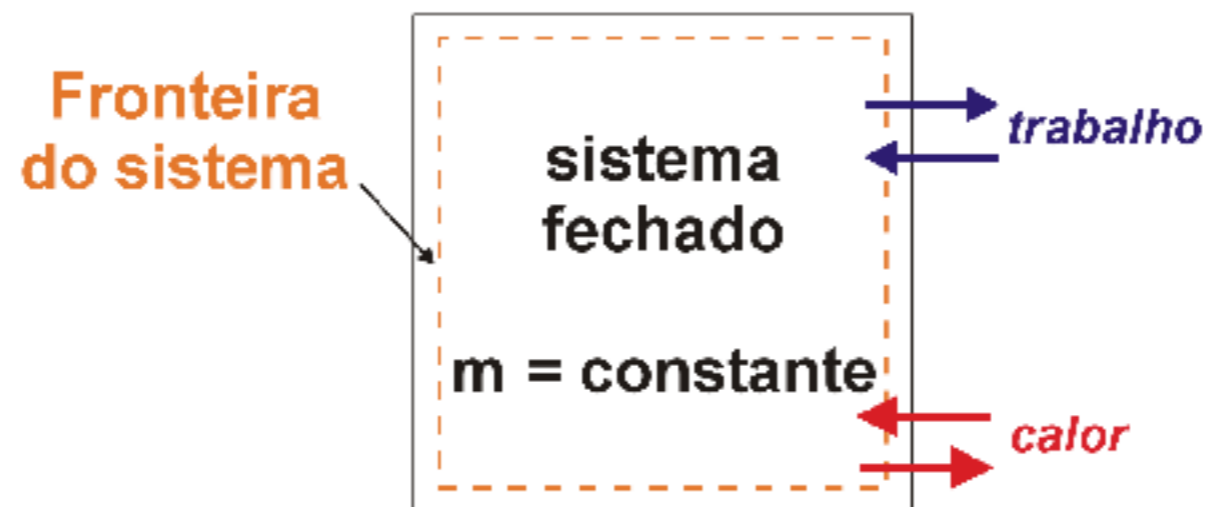 Fronteira
do sistema
sistema
fechado
m = constante
trabalho
calor